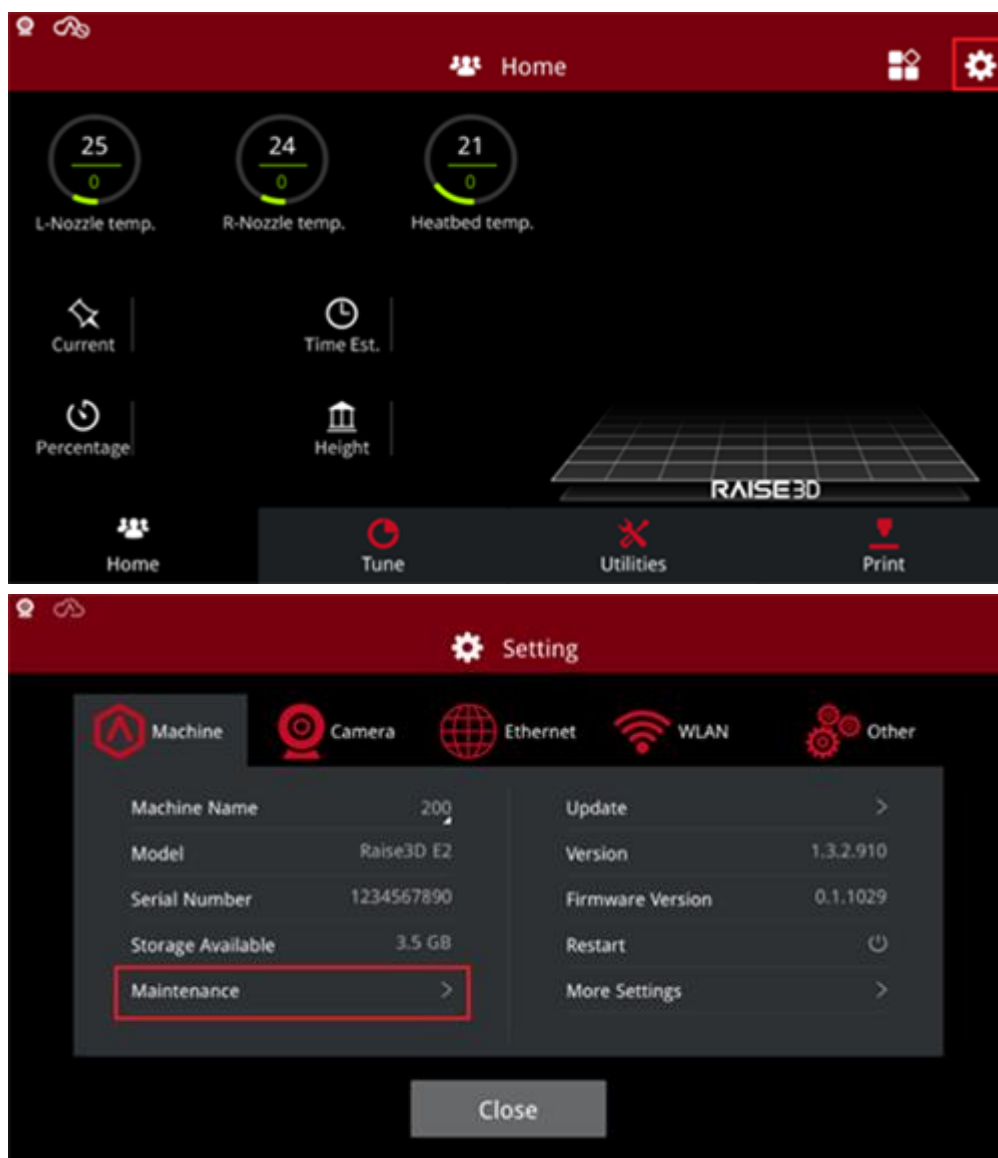 Home
25 24 21
0 0 0
L-Nozzle temp. R-Nozzle temp. Heatbed temp.
Current Time Est.
Percentage Height
RAISE3D
Home Tune Utilities Print
Setting
Machine Camera Ethernet WLAN Other
Machine Name 200 Update >
Model Raise3D E2 Version 1.3.2.910
Serial Number 1234567890 Firmware Version 0.1.1029
Storage Available 3.5 GB Restart
Maintenance > More Settings >
Close